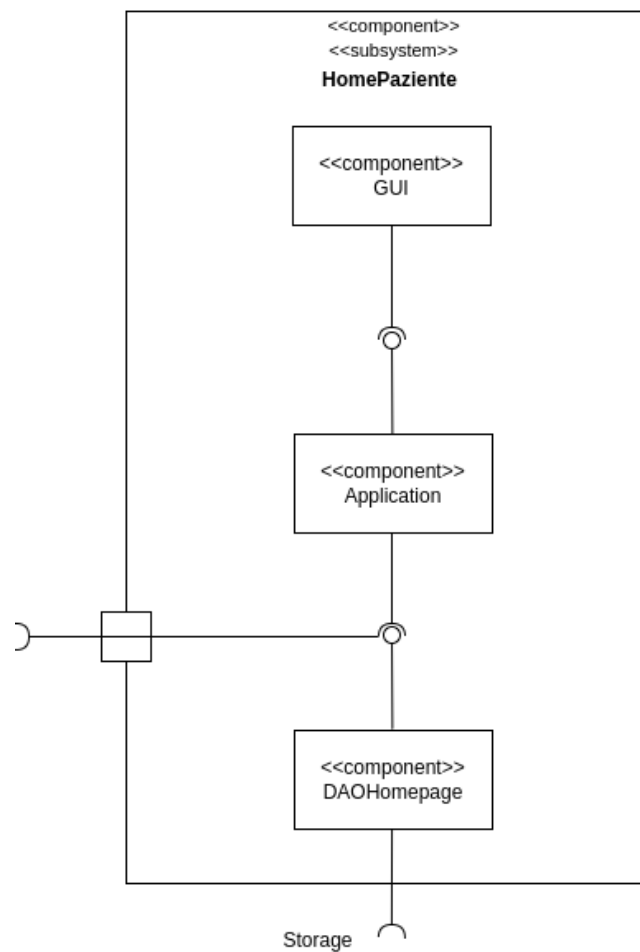 <<component>>
<<subsystem>>
HomePaziente
<<component>>
GUI
<<component>>
Application
<<component>>
DAOHomepage
Storage